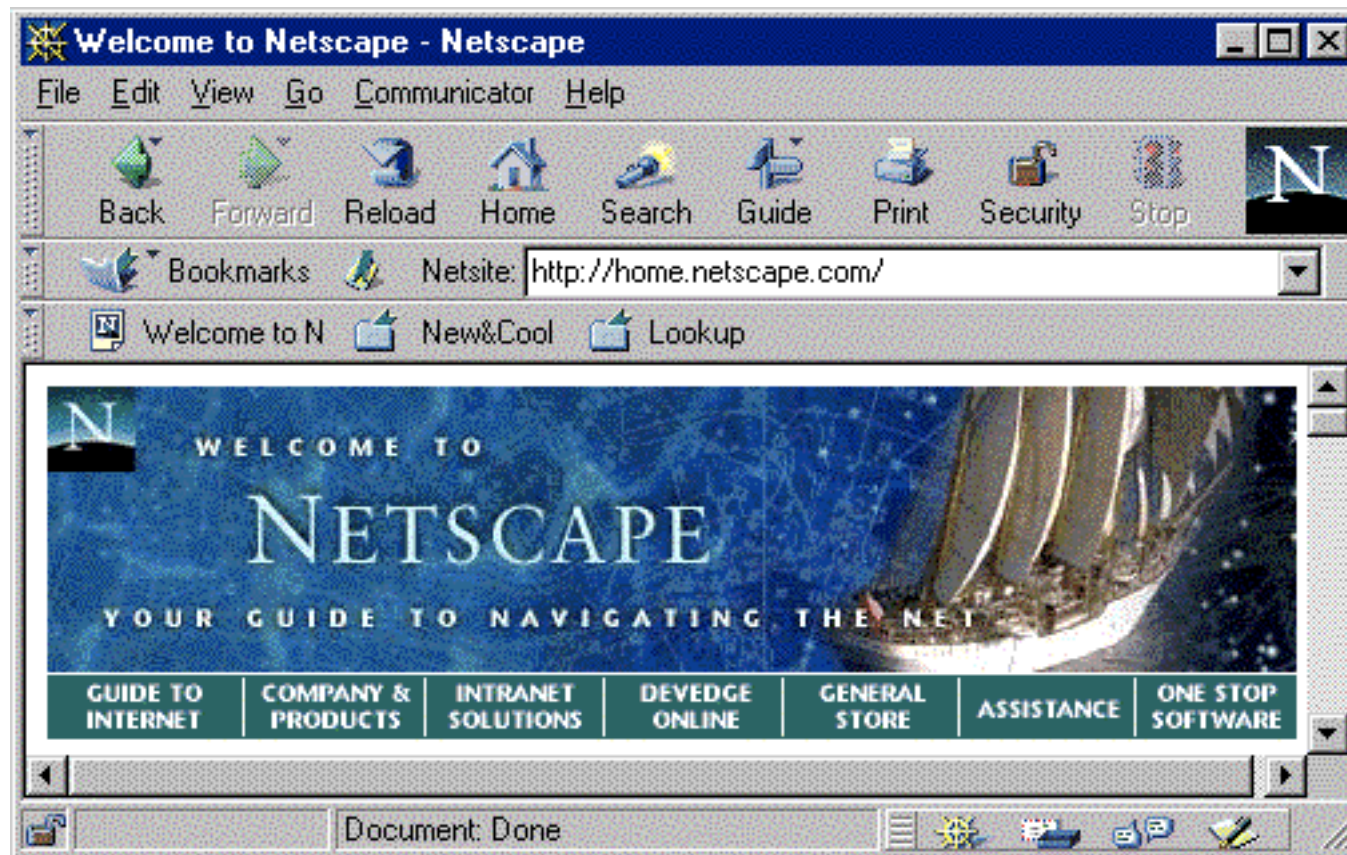 Welcome to Netscape - Netscape
File Edit View Go Communicator Help
N
Back Forward Reload Home Search Guide Print Security Stop
Bookmarks Netsite: http://home.netscape.com/
Welcome to N New&Cool Lookup
N
WELCOME TO
NETSCAPE
YOUR GUIDE TO NAVIGATING THE NET
GUIDE TO INTERNET COMPANY & PRODUCTS INTRANET SOLUTIONS DEVEDGE ONLINE GENERAL STORE ASSISTANCE ONE STOP SOFTWARE
Document: Done